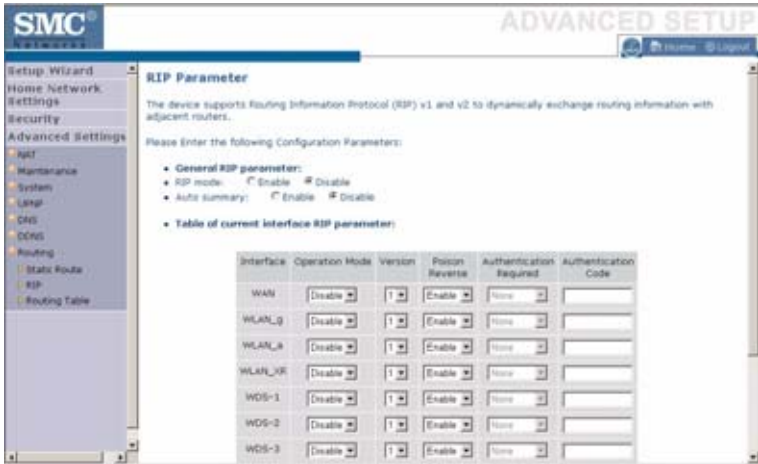 SMC®
Networks
ADVANCED SETUP
Home Logout
Setup Wizard
Home Network Settings
Security
Advanced Settings
NAT
Maintenance
System
UPnP
DNS
DDNS
Routing
Static Route
RIP
Routing Table
RIP Parameter
The device supports Routing Information Protocol (RIP) v1 and v2 to dynamically exchange routing information with
adjacent routers.
Please Enter the following Configuration Parameters:
• General RIP parameter:
• RIP mode: Enable Disable
• Auto summary: Enable Disable
• Table of current interface RIP parameter:
Interface Operation Mode Version Poison Reverse Authentication Required Authentication Code
WAN Disable 1 Enable None
WLAN_g Disable 1 Enable None
WLAN_a Disable 1 Enable None
WLAN_XR Disable 1 Enable None
WDS-1 Disable 1 Enable None
WDS-2 Disable 1 Enable None
WDS-3 Disable 1 Enable None